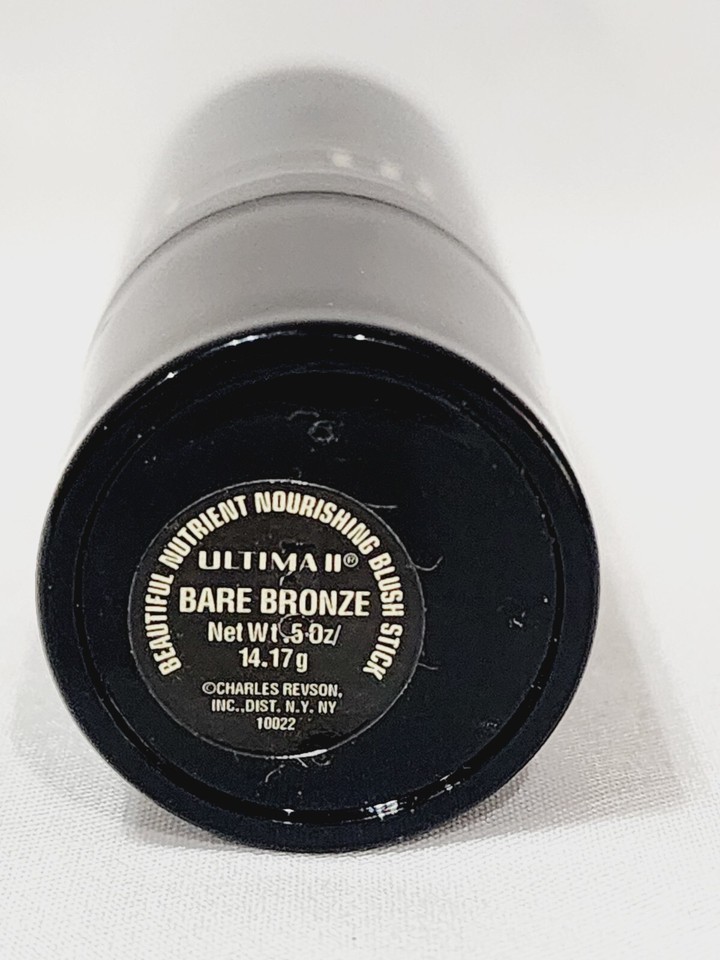 BEAUTIFUL NUTRIENT NOURISHING BLUSH STICK
ULTIMA II®
BARE BRONZE
Net Wt .5 Oz/
14.17g
©CHARLES REVSON,
INC.,DIST. N.Y. NY
10022